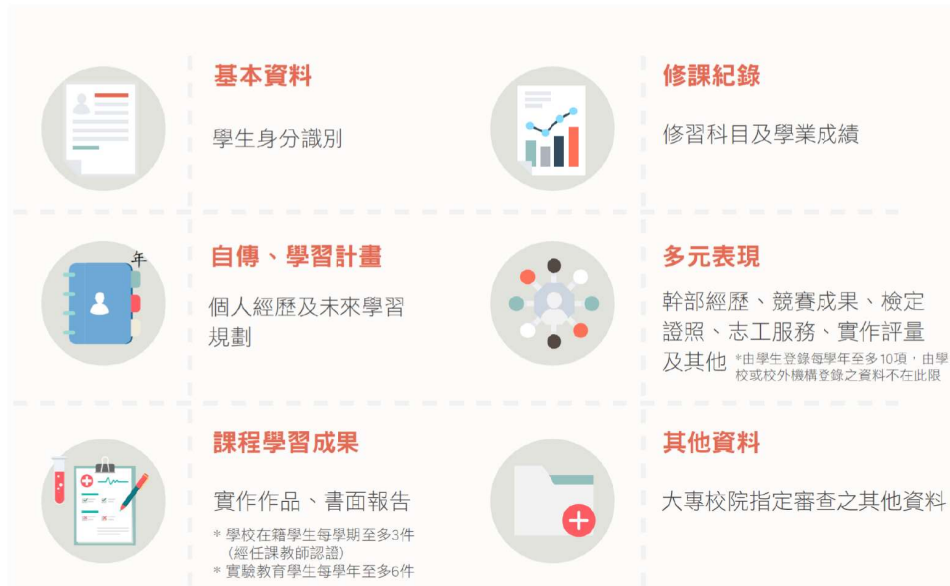 基本資料
學生身分識別
修課紀錄
修習科目及學業成績
年
自傳、學習計畫
個人經歷及未來學習
規劃
多元表現
幹部經歷、競賽成果、檢定
證照、志工服務、實作評量
及其他 *由學生登錄每學年至多10項，由學
校或校外機構登錄之資料不在此限
課程學習成果
實作作品、書面報告
* 學校在籍學生每學期至多3件
(經任課教師認證)
* 實驗教育學生每學年至多6件
其他資料
大專校院指定審查之其他資料